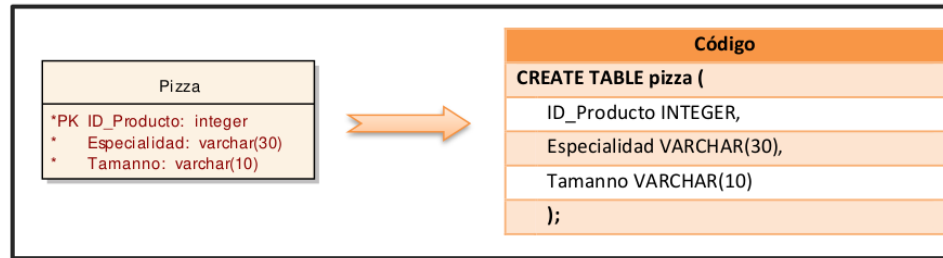 Pizza
*PK ID_Producto: integer
* Especialidad: varchar(30)
* Tamanno: varchar(10)
Código
CREATE TABLE pizza (
ID_Producto INTEGER,
Especialidad VARCHAR(30),
Tamanno VARCHAR(10)
);